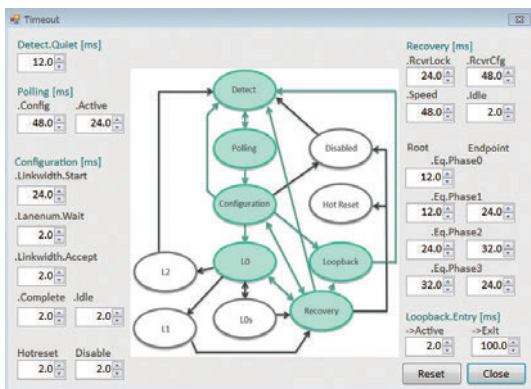 Timeout
Detect.Quiet [ms]
12.0
Polling [ms]
.Config .Active
48.0 24.0
Configuration [ms]
.Linkwidth.Start
24.0
.Lanenum.Wait
2.0
.Linkwidth.Accept
2.0
.Complete .Idle
2.0 2.0
Hotreset Disable
2.0 2.0
Detect
Polling
Disabled
Configuration
Hot Reset
L0
Loopback
L2
L0s
Recovery
L1
Recovery [ms]
.RcvrLock .RcvrCfg
24.0 48.0
.Speed .Idle
48.0 2.0
Root Endpoint
.Eq.Phase0
12.0
.Eq.Phase1
12.0 24.0
.Eq.Phase2
24.0 32.0
.Eq.Phase3
32.0 24.0
Loopback.Entry [ms]
->Active ->Exit
2.0 100.0
Reset Close